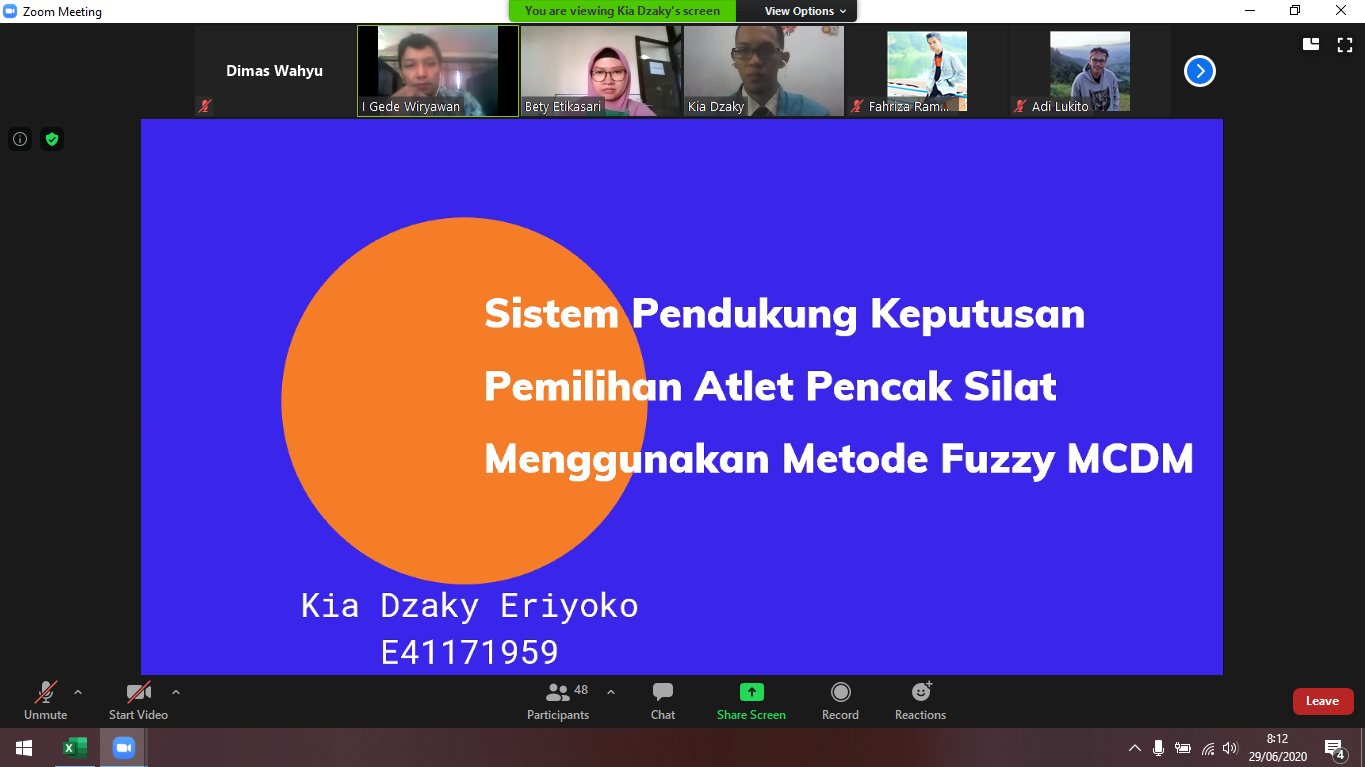 Zoom Meeting
You are viewing Kia Dzaky's screen
View Options
Dimas Wahyu
I Gede Wiryawan
Bety Etikasari
Kia Dzaky
Fahriza Ram...
Adi Lukito
Sistem Pendukung Keputusan
Pemilihan Atlet Pencak Silat
Menggunakan Metode Fuzzy MCDM
Kia Dzaky Eriyoko
E41171959
Unmute
Start Video
48
Participants
Chat
Share Screen
Record
Reactions
Leave
8:12
29/06/2020
4